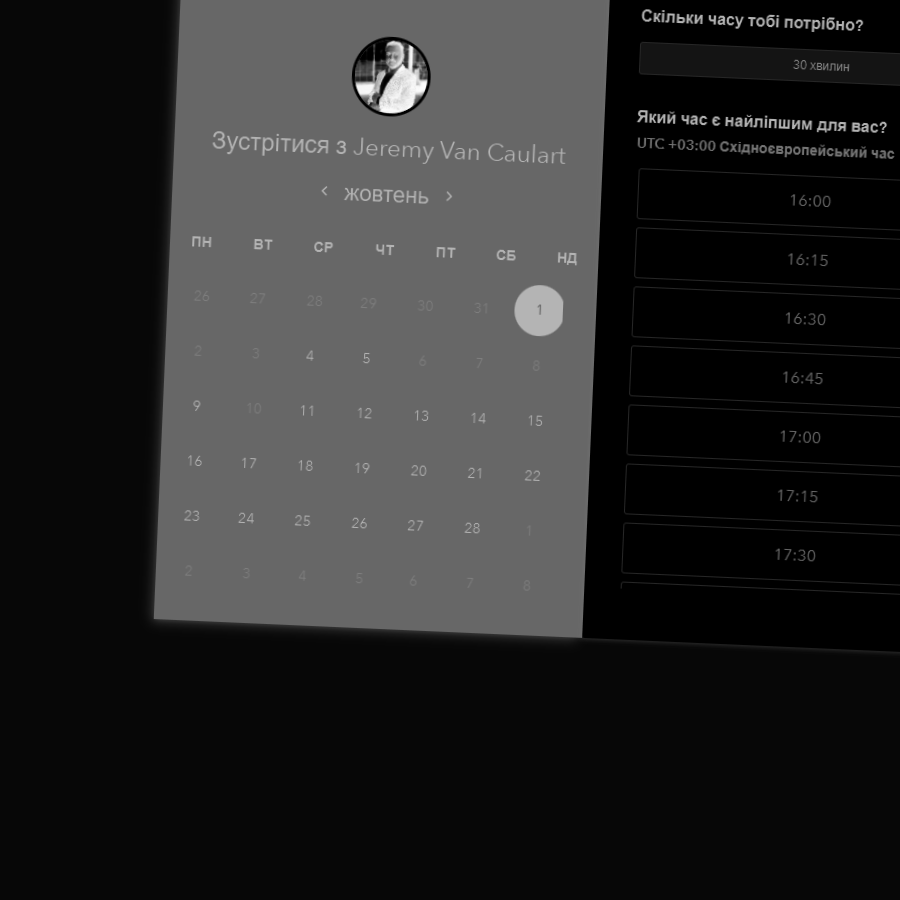 Зустрітися з Jeremy Van Caulart
‹ жовтень ›
ПН ВТ СР ЧТ ПТ СБ НД
26 27 28 29 30 31 1
2 3 4 5 6 7 8
9 10 11 12 13 14 15
16 17 18 19 20 21 22
23 24 25 26 27 28 1
2 3 4 5 6 7 8
Скільки часу тобі потрібно?
30 хвилин
Який час є найліпшим для вас?
UTC +03:00 Східноєвропейський час
16:00
16:15
16:30
16:45
17:00
17:15
17:30